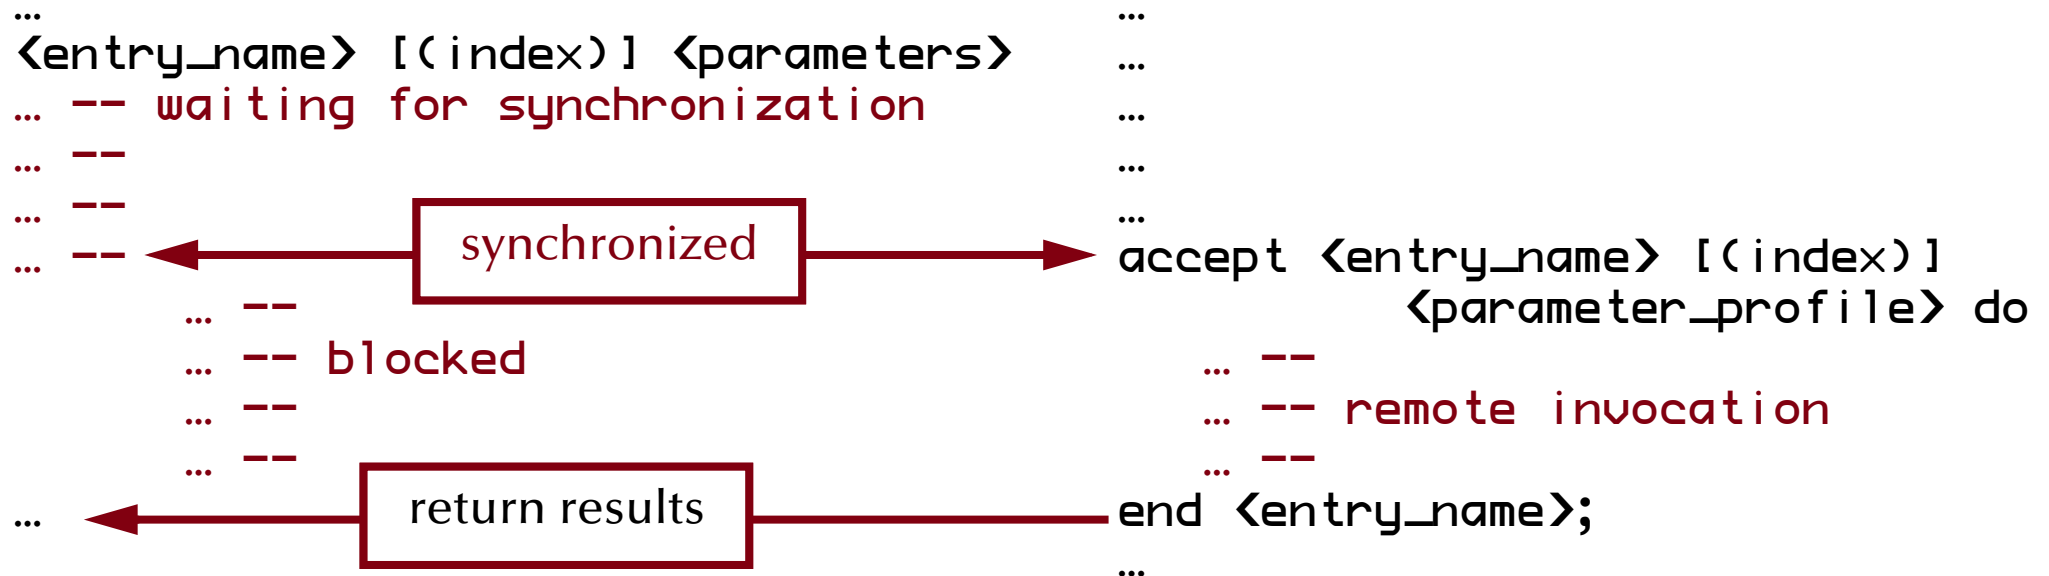 …
<entry_name> [(index)] <parameters>
… -- waiting for synchronization
… --
… --
… --
synchronized
… --
… -- blocked
… --
… --
return results
…
…
…
…
…
…
accept <entry_name> [(index)]
<parameter_profile> do
… --
… -- remote invocation
… --
end <entry_name>;
…